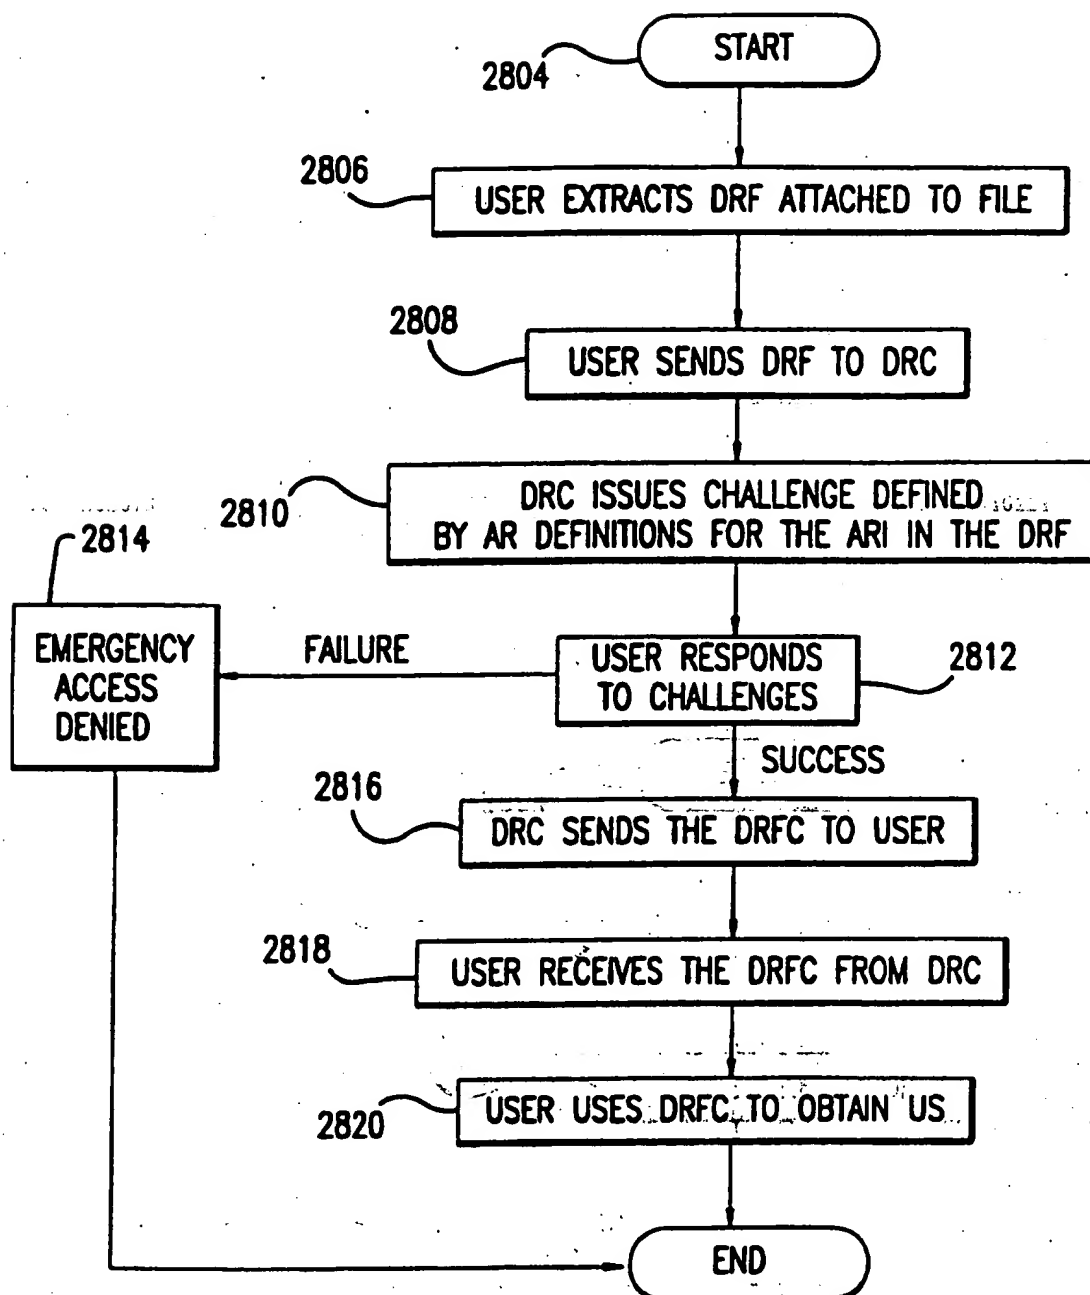 START
2804
2806
USER EXTRACTS DRF ATTACHED TO FILE
2808
USER SENDS DRF TO DRC
2810
DRC ISSUES CHALLENGE DEFINED
BY AR DEFINITIONS FOR THE ARI IN THE DRF
2814
EMERGENCY
ACCESS
DENIED
FAILURE
USER RESPONDS
TO CHALLENGES
2812
SUCCESS
2816
DRC SENDS THE DRFC TO USER
2818
USER RECEIVES THE DRFC FROM DRC
2820
USER USES DRFC TO OBTAIN US
END